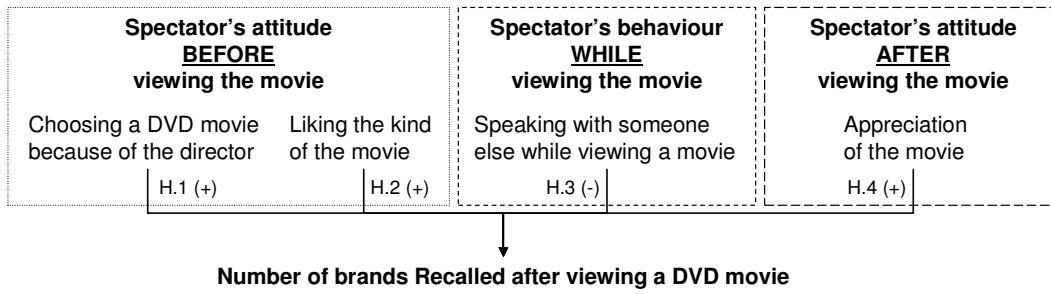 Spectator's attitude
BEFORE
viewing the movie
Choosing a DVD movie
because of the director
Liking the kind
of the movie
H.1 (+)
H.2 (+)
Spectator's behaviour
WHILE
viewing the movie
Speaking with someone
else while viewing a movie
H.3 (-)
Spectator's attitude
AFTER
viewing the movie
Appreciation
of the movie
H.4 (+)
Number of brands Recalled after viewing a DVD movie